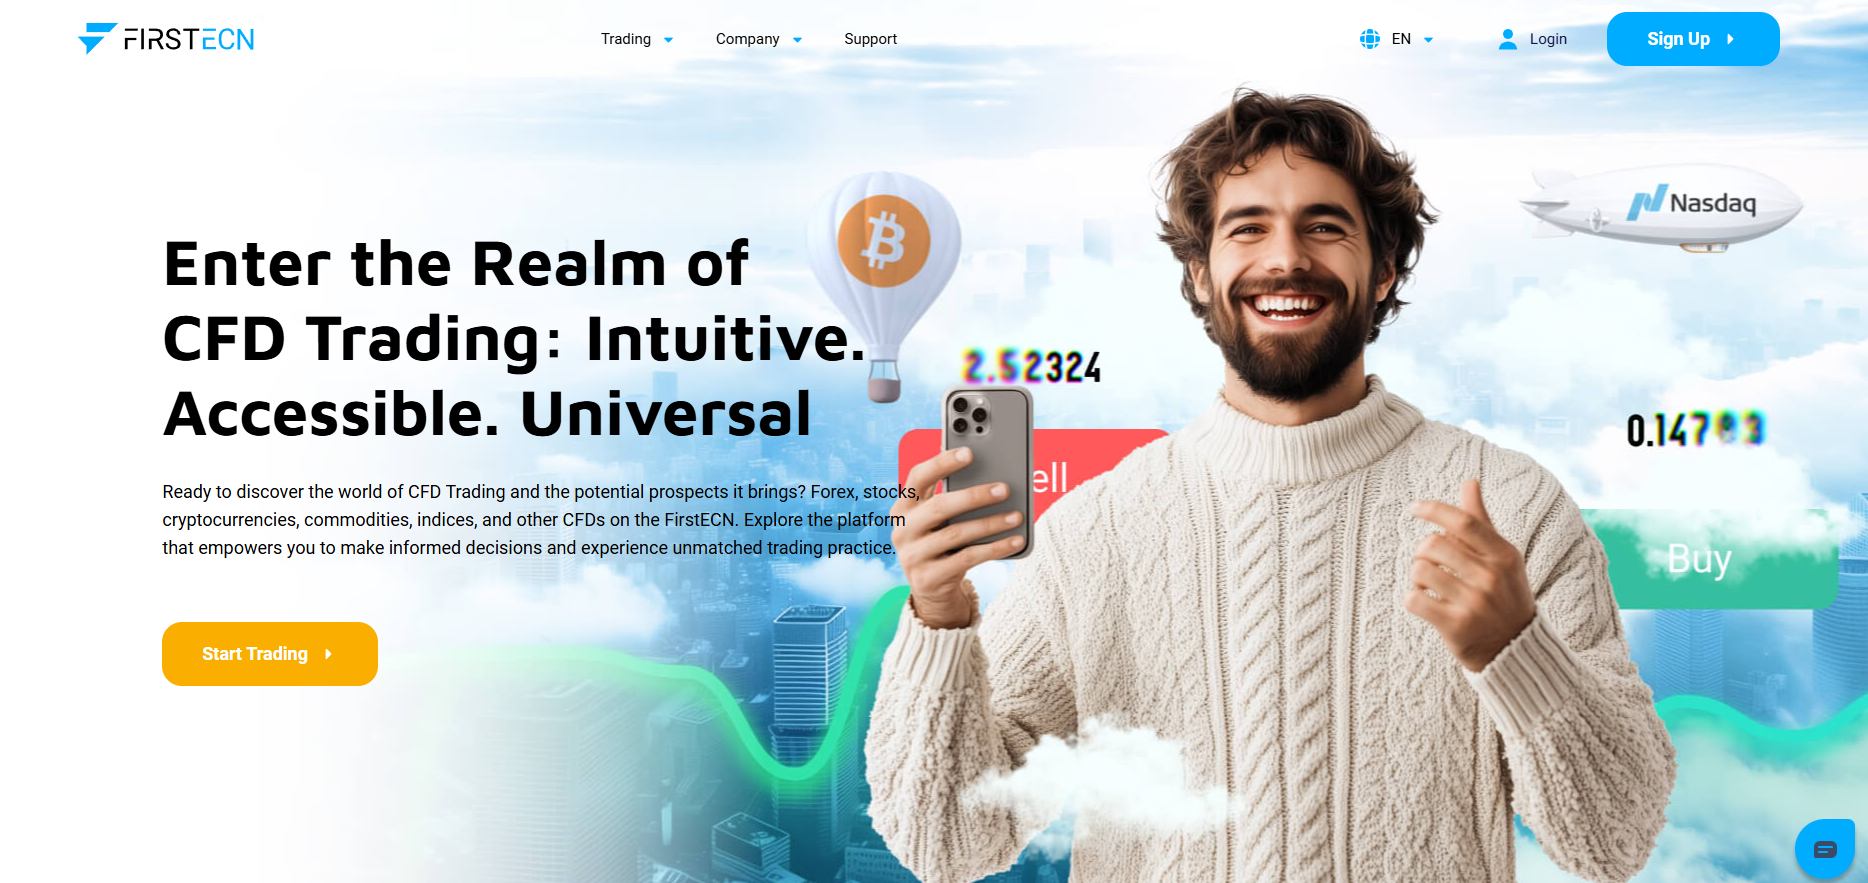 FIRSTECN
Trading
Company
Support
EN
Login
Sign Up
Nasdaq
Enter the Realm of
CFD Trading: Intuitive.
Accessible. Universal
2.52324
0.14783
ell
Buy
Ready to discover the world of CFD Trading and the potential prospects it brings? Forex, stocks,
cryptocurrencies, commodities, indices, and other CFDs on the FirstECN. Explore the platform
that empowers you to make informed decisions and experience unmatched trading practice.
Start Trading